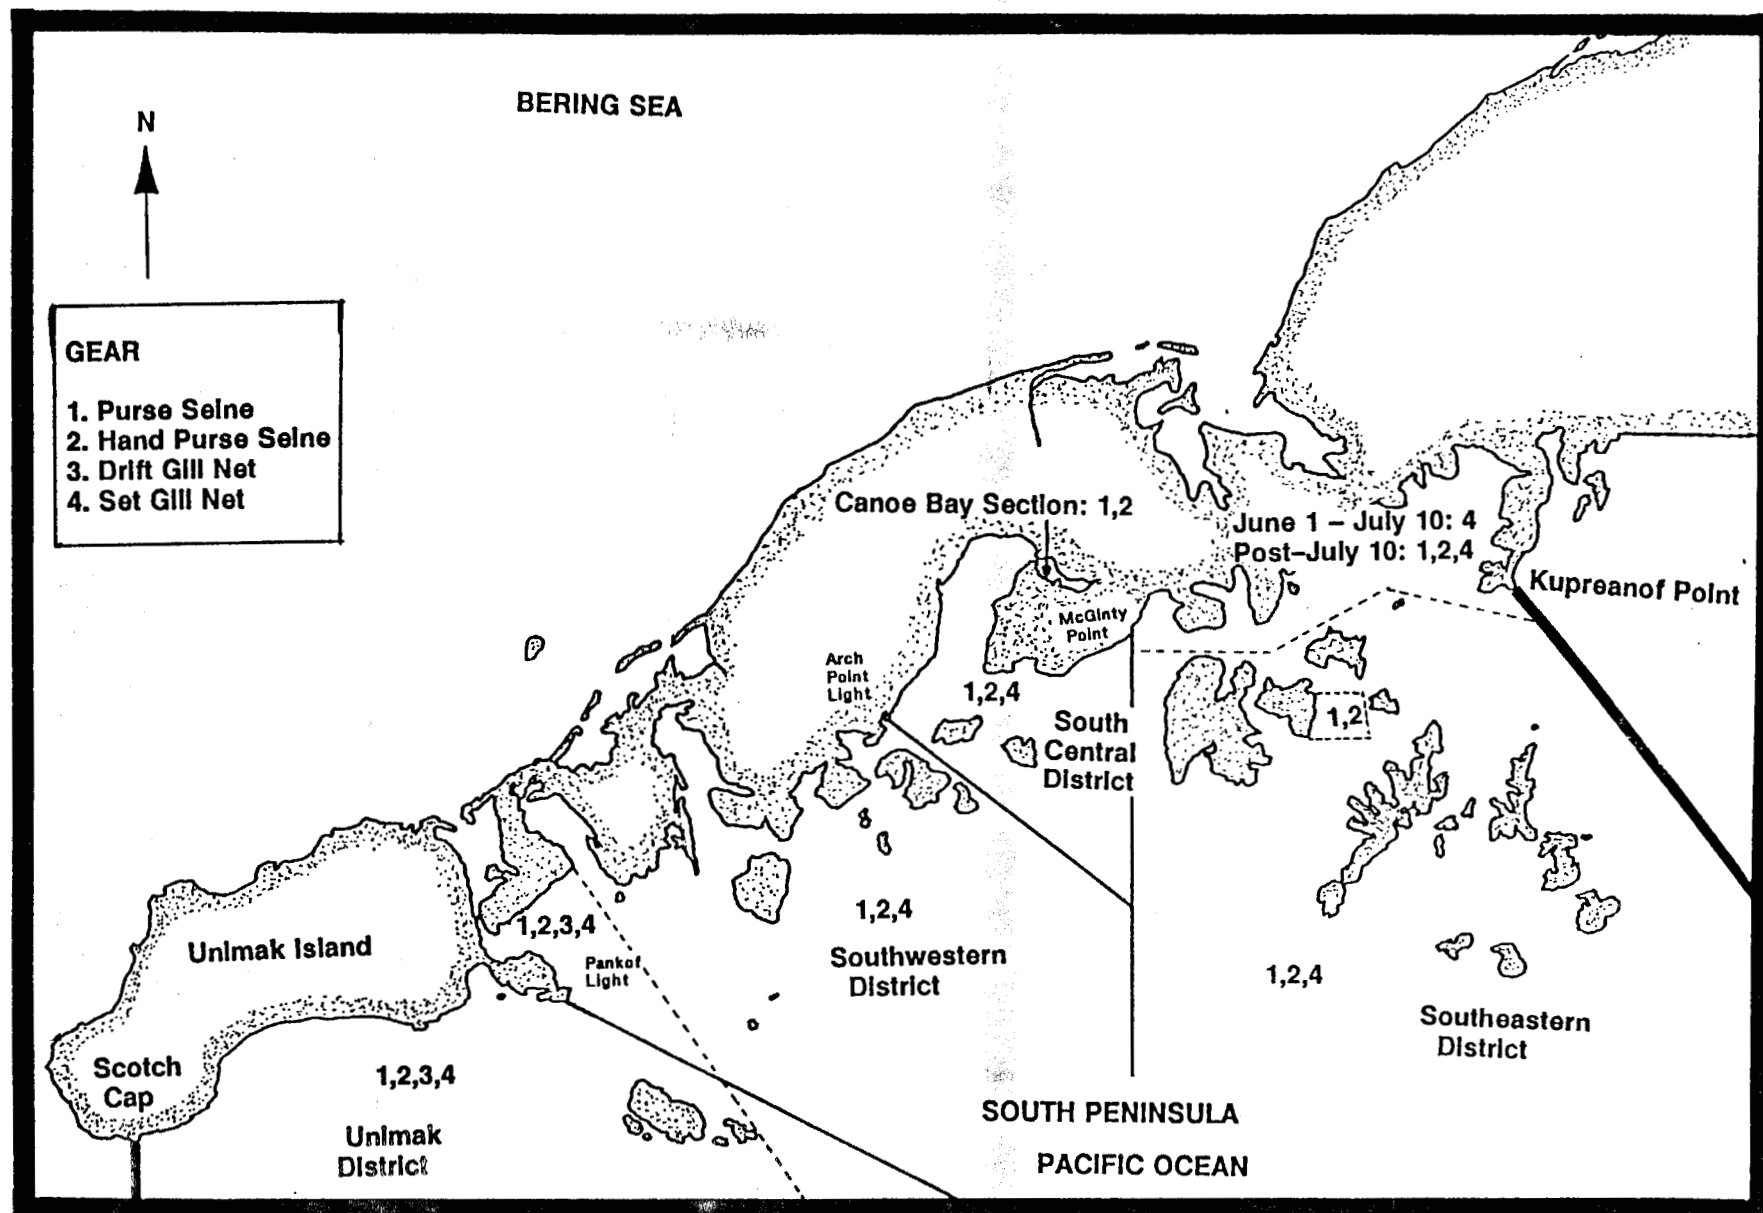 BERING SEA
N
GEAR
1. Purse Seine
2. Hand Purse Seine
3. Drift Gill Net
4. Set Gill Net
Canoe Bay Section: 1,2
June 1 – July 10: 4
Post–July 10: 1,2,4
Kupreanof Point
McGinty
Point
Arch
Point
Light
1,2,4
South
Central
District
1,2
1,2,4
Southwestern
District
1,2,3,4
Pankof
Light
Unimak Island
1,2,4
Southeastern
District
Scotch
Cap
1,2,3,4
Unimak
District
SOUTH PENINSULA
PACIFIC OCEAN